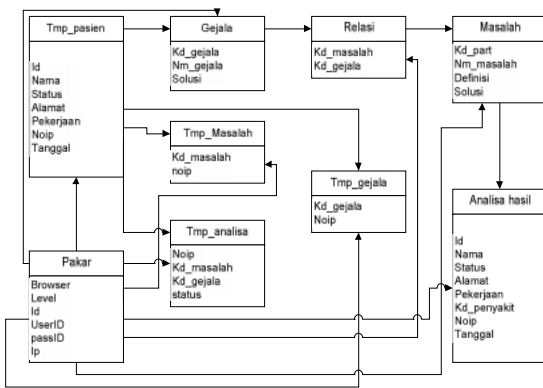 Tmp_pasien
Id
Nama
Status
Alamat
Pekerjaan
Noip
Tanggal
Gejala
Kd_gejala
Nm_gejala
Solusi
Relasi
Kd_masalah
Kd_gejala
Masalah
Kd_part
Nm_masalah
Definisi
Solusi
Tmp_Masalah
Kd_masalah
noip
Tmp_gejala
Kd_gejala
Noip
Tmp_analisa
Noip
Kd_masalah
Kd_gejala
status
Analisa hasil
Id
Nama
Status
Alamat
Pekerjaan
Kd_penyakit
Noip
Tanggal
Pakar
Browser
Level
Id
UserID
passID
Ip